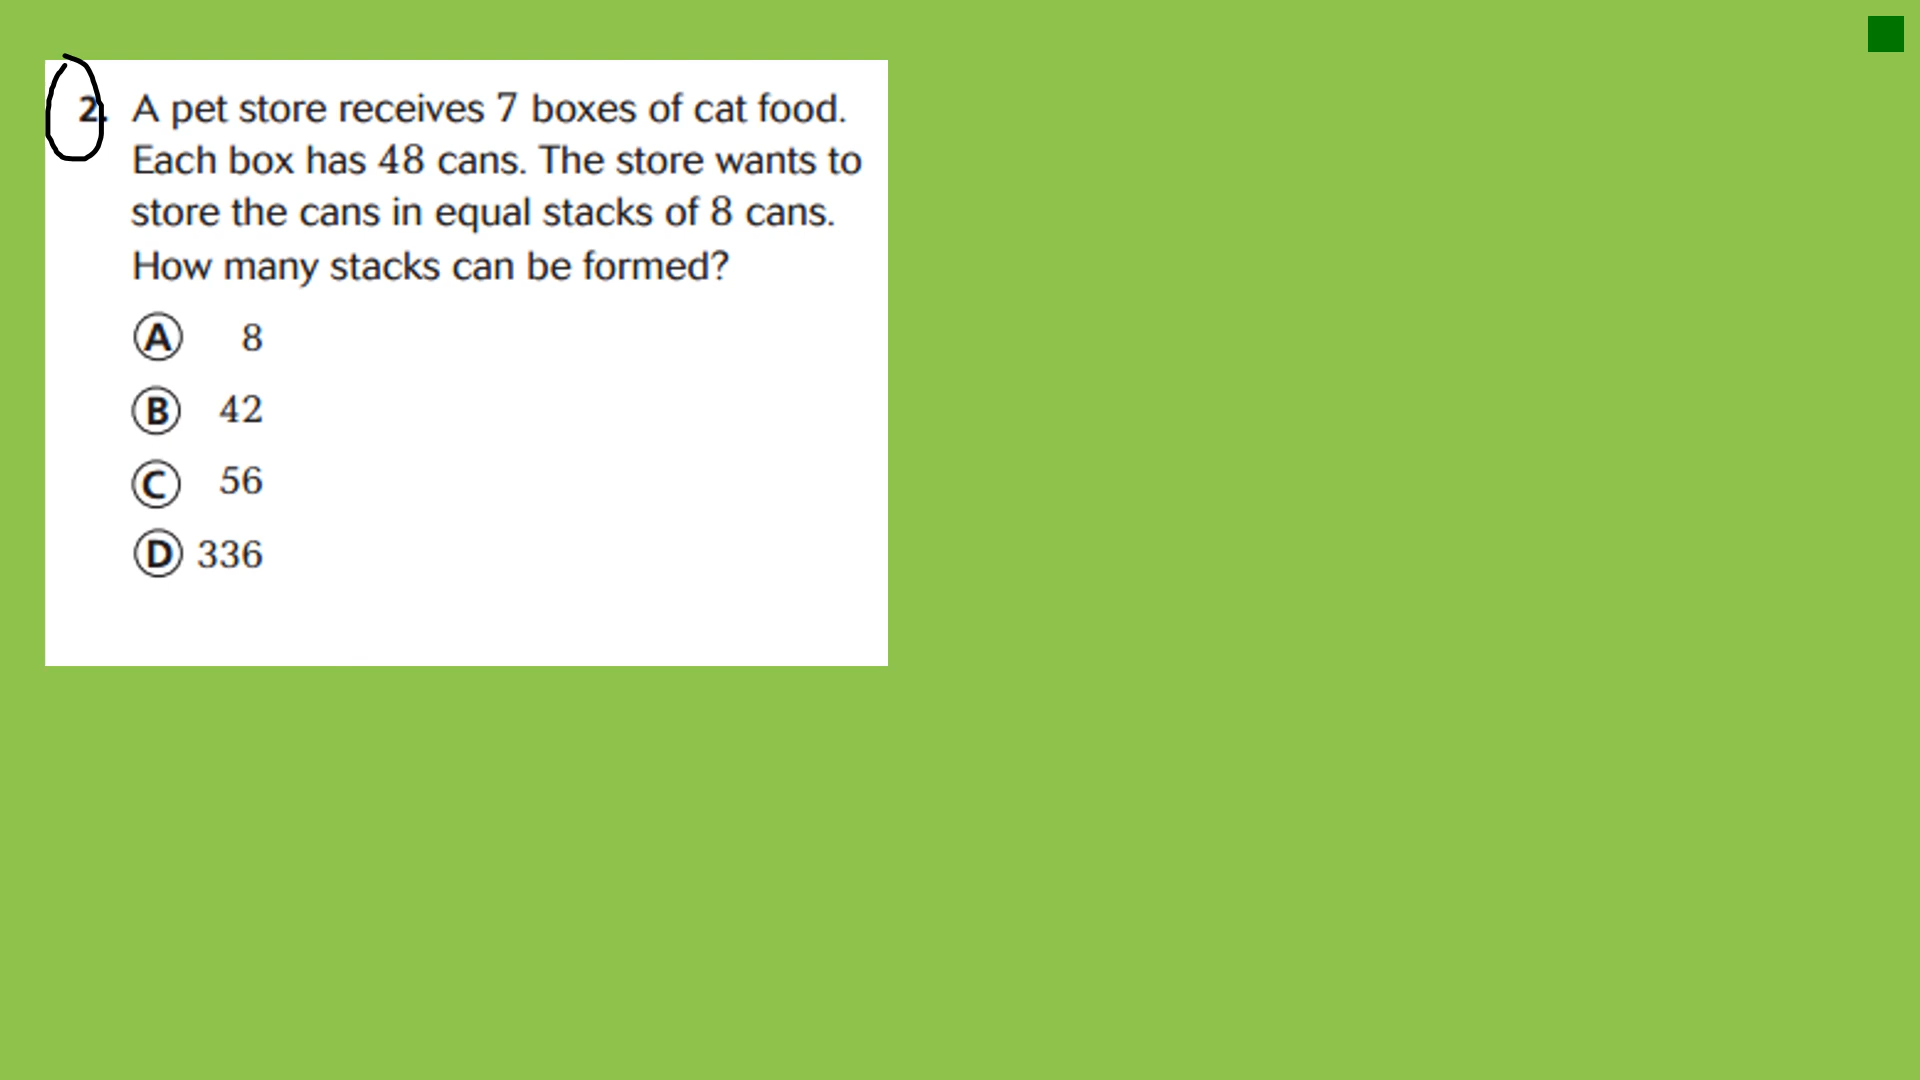 2. A pet store receives 7 boxes of cat food.
Each box has 48 cans. The store wants to
store the cans in equal stacks of 8 cans.
How many stacks can be formed?
A 8
B 42
C 56
D 336